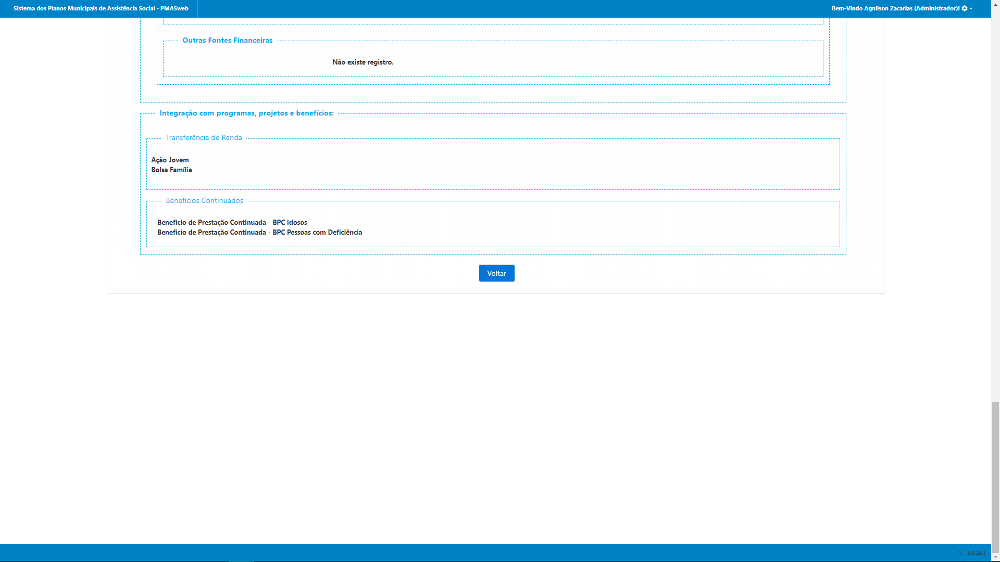 Sistema dos Planos Municipais de Assistência Social - PMASweb
Bem-Vindo Agnilson Zacarias (Administrador)!
Outras Fontes Financeiras
Não existe registro.
Integração com programas, projetos e benefícios:
Transferência de Renda
Ação Jovem
Bolsa Família
Benefícios Continuados
Beneficio de Prestação Continuada - BPC Idosos
Beneficio de Prestação Continuada - BPC Pessoas com Deficiência
Voltar
V. 19.8.29.1